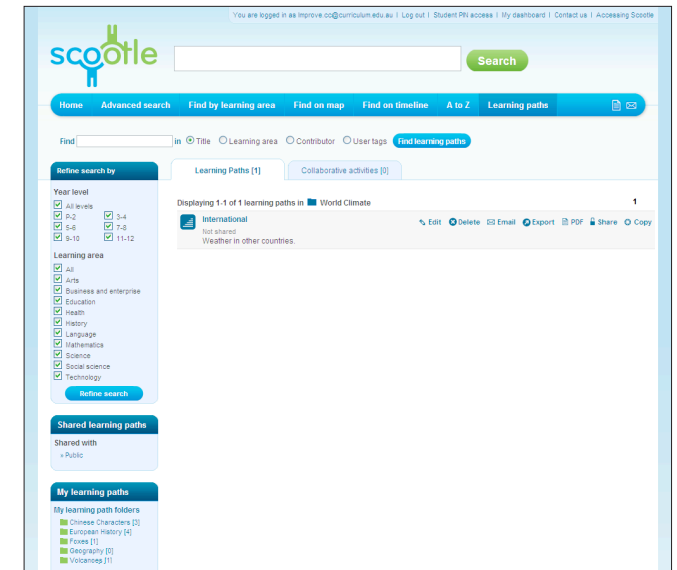 You are logged in as improve.cc@curriculum.edu.au | Log out | Student PIN access | My dashboard | Contact us | Accessing Scootle
scootle
Search
Home Advanced search Find by learning area Find on map Find on timeline A to Z Learning paths
Find in Title Learning area Contributor User tags Find learning paths
Refine search by
Learning Paths [1] Collaborative activities [0]
Year level
All levels
P-2 3-4
5-6 7-8
9-10 11-12
Learning area
All
Arts
Business and enterprise
Education
Health
History
Language
Mathematics
Science
Social science
Technology
Refine search
Displaying 1-1 of 1 learning paths in World Climate 1
International Edit Delete Email Export PDF Share Copy
Not shared
Weather in other countries.
Shared learning paths
Shared with
» Public
My learning paths
My learning path folders
Chinese Characters [3]
European History [4]
Foxes [1]
Geography [0]
Volcanoes [1]